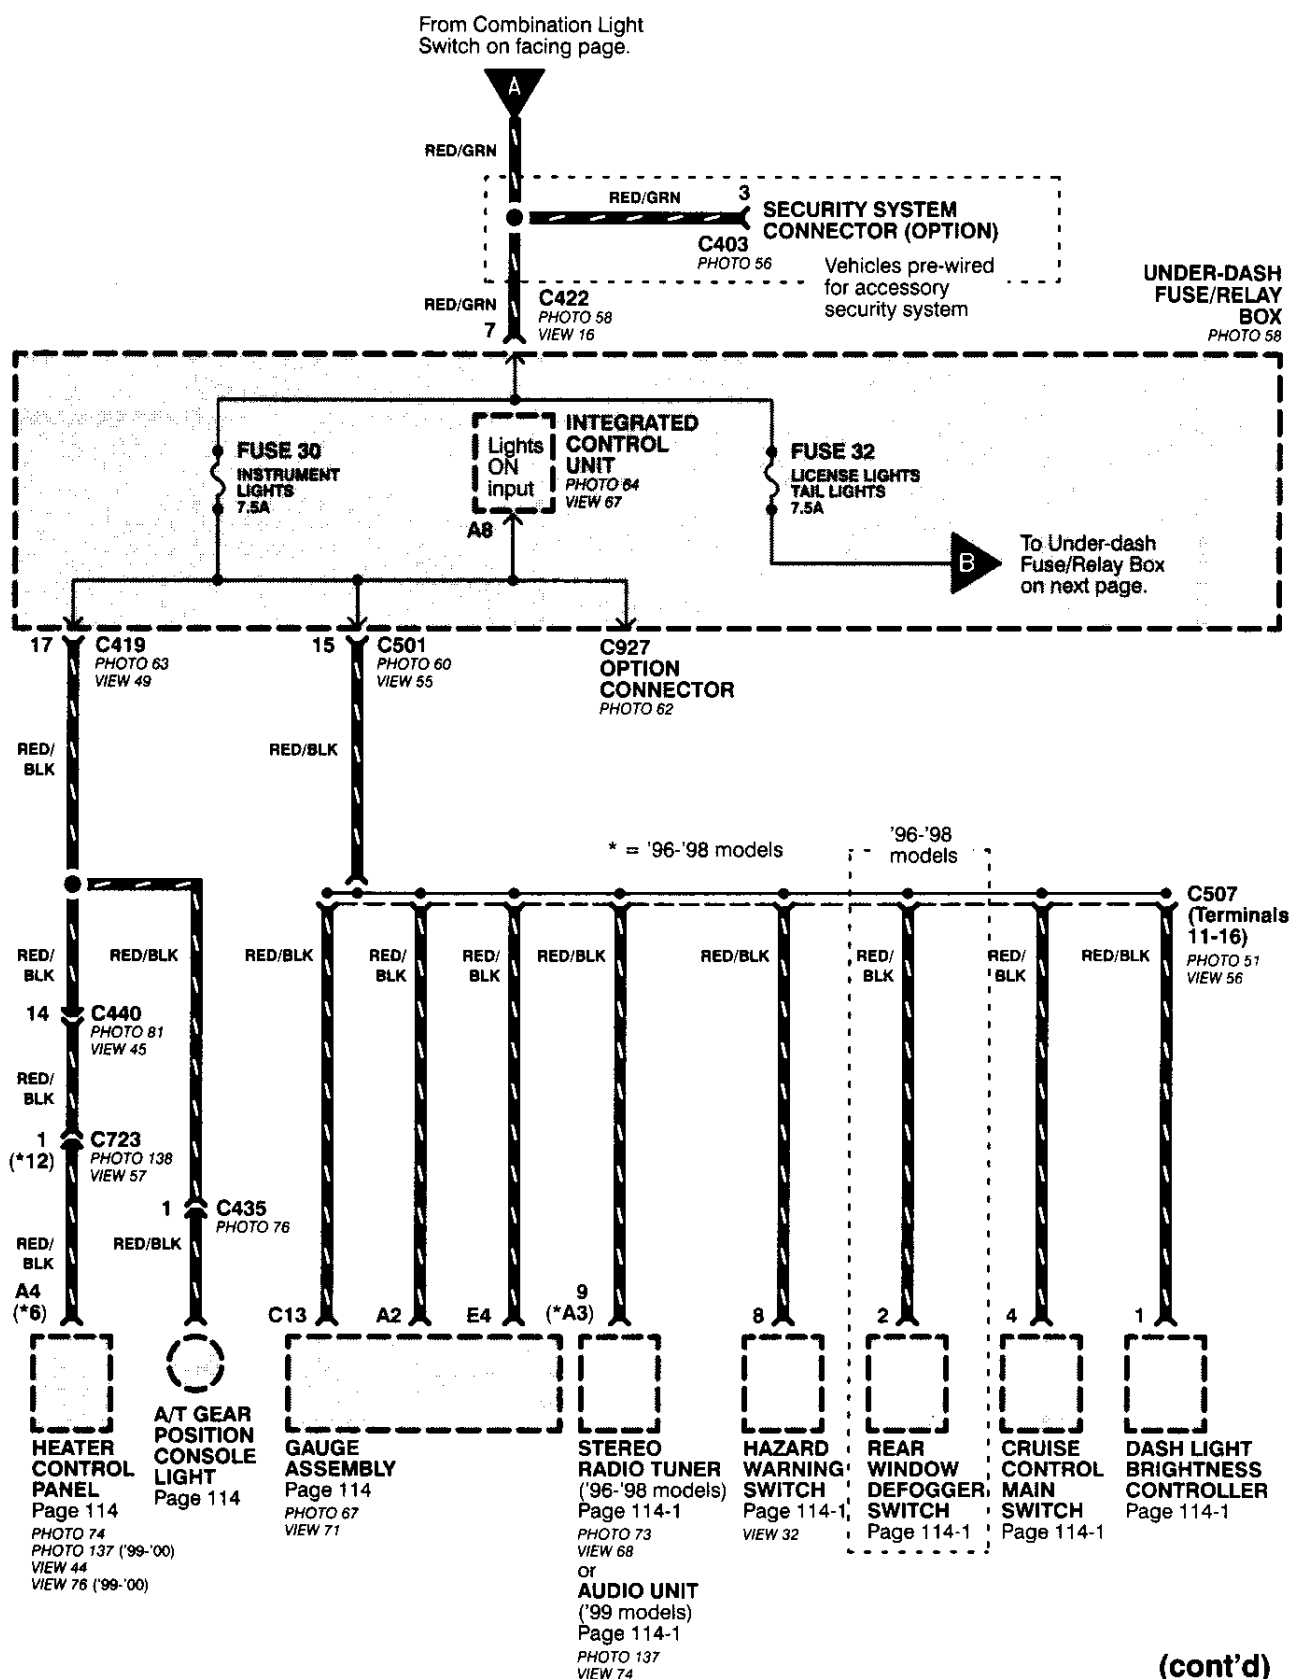 From Combination Light
Switch on facing page.
A
RED/GRN
RED/GRN
3
SECURITY SYSTEM
CONNECTOR (OPTION)
C403
PHOTO 56
Vehicles pre-wired
for accessory
security system
RED/GRN
7
C422
PHOTO 58
VIEW 16
UNDER-DASH
FUSE/RELAY
BOX
PHOTO 58
FUSE 30
INSTRUMENT
LIGHTS
7.5A
Lights
ON
input
A8
INTEGRATED
CONTROL
UNIT
PHOTO 64
VIEW 67
FUSE 32
LICENSE LIGHTS
TAIL LIGHTS
7.5A
B
To Under-dash
Fuse/Relay Box
on next page.
17
C419
PHOTO 63
VIEW 49
15
C501
PHOTO 60
VIEW 55
C927
OPTION
CONNECTOR
PHOTO 62
RED/
BLK
RED/BLK
* = '96-'98 models
'96-'98
models
C507
(Terminals
11-16)
PHOTO 51
VIEW 56
RED/
BLK
RED/BLK
RED/BLK
RED/
BLK
RED/
BLK
RED/BLK
RED/BLK
RED/
BLK
RED/
BLK
RED/BLK
14
C440
PHOTO 81
VIEW 45
RED/
BLK
1
(*12)
C723
PHOTO 138
VIEW 57
1
C435
PHOTO 76
RED/
BLK
RED/BLK
A4
(*6)
C13
A2
E4
9
(*A3)
8
2
4
1
HEATER
CONTROL
PANEL
Page 114
PHOTO 74
PHOTO 137 ('99-'00)
VIEW 44
VIEW 76 ('99-'00)
A/T GEAR
POSITION
CONSOLE
LIGHT
Page 114
GAUGE
ASSEMBLY
Page 114
PHOTO 67
VIEW 71
STEREO
RADIO TUNER
('96-'98 models)
Page 114-1
PHOTO 73
VIEW 68
or
AUDIO UNIT
('99 models)
Page 114-1
PHOTO 137
VIEW 74
HAZARD
WARNING
SWITCH
Page 114-1
VIEW 32
REAR
WINDOW
DEFOGGER
SWITCH
Page 114-1
CRUISE
CONTROL
MAIN
SWITCH
Page 114-1
DASH LIGHT
BRIGHTNESS
CONTROLLER
Page 114-1
(cont'd)